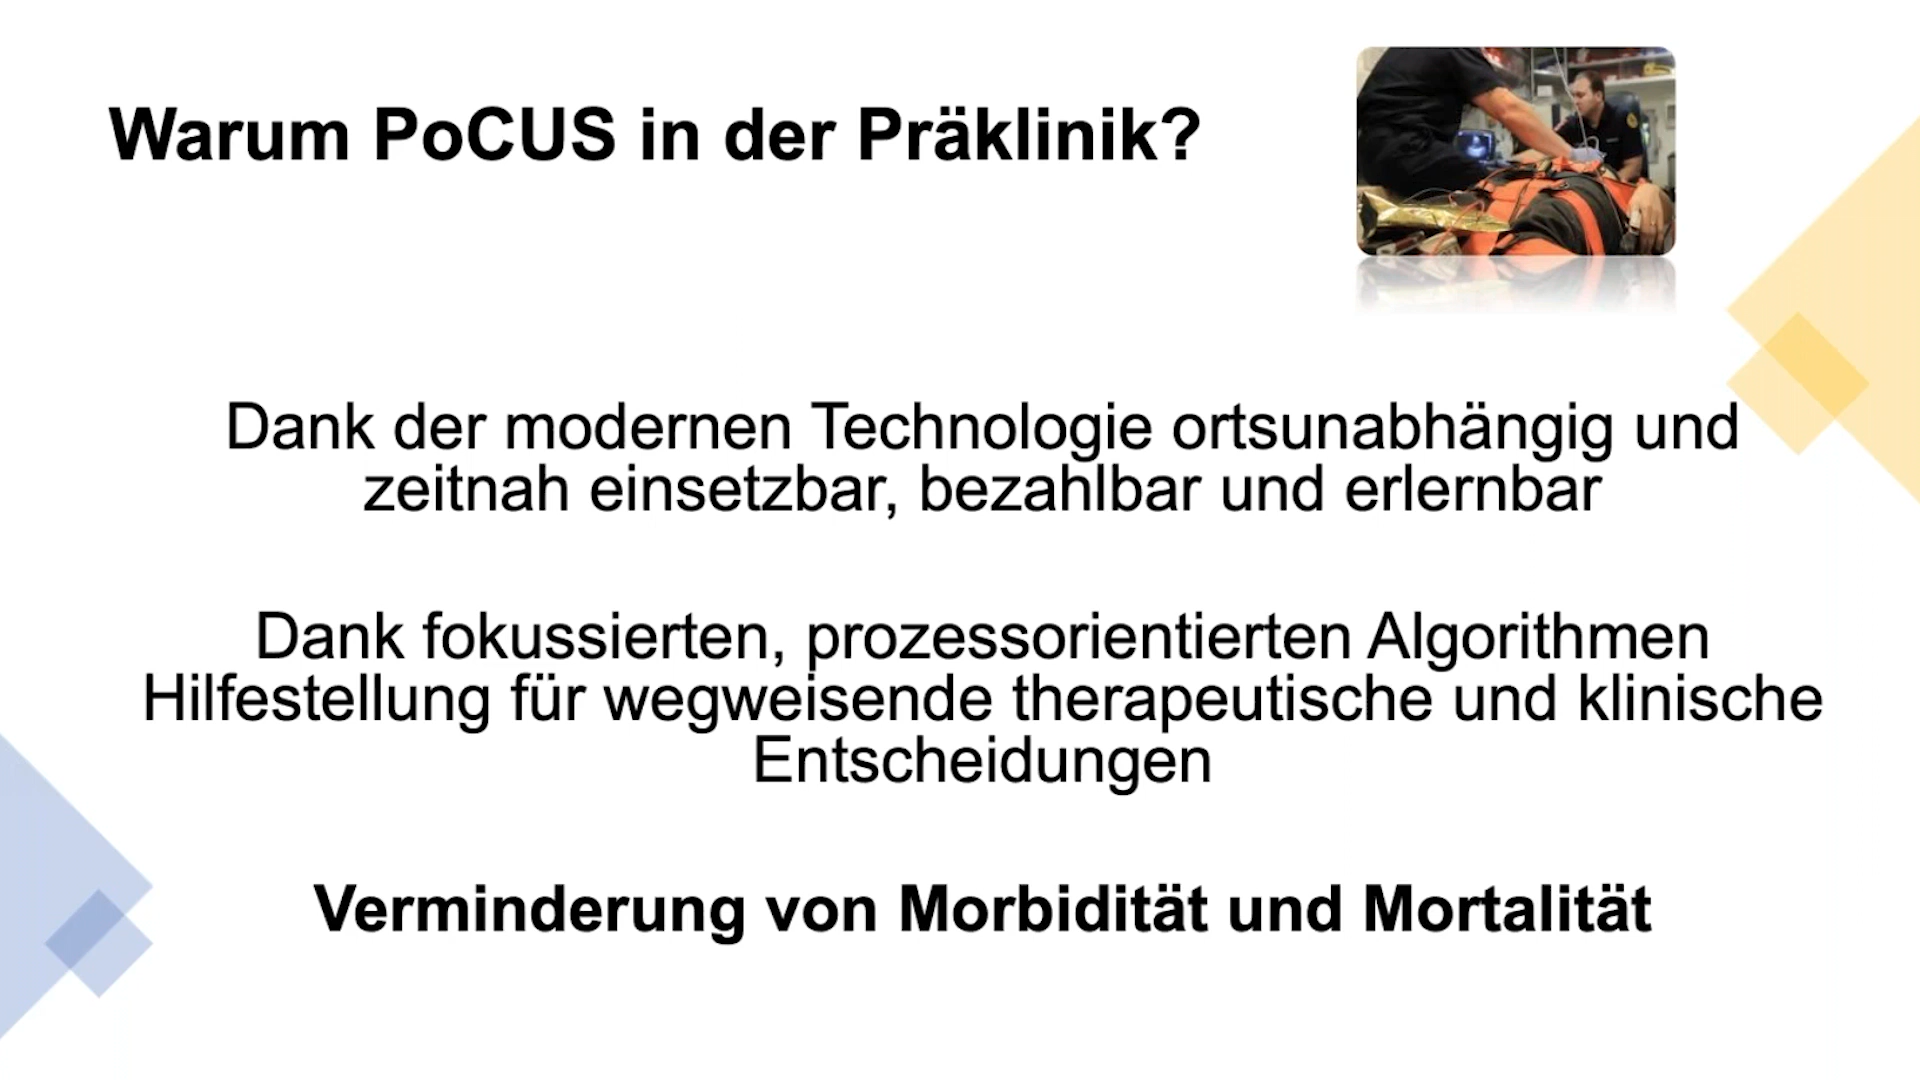 Warum PoCUS in der Präklinik?
Dank der modernen Technologie ortsunabhängig und
zeitnah einsetzbar, bezahlbar und erlernbar
Dank fokussierten, prozessorientierten Algorithmen
Hilfestellung für wegweisende therapeutische und klinische
Entscheidungen
Verminderung von Morbidität und Mortalität